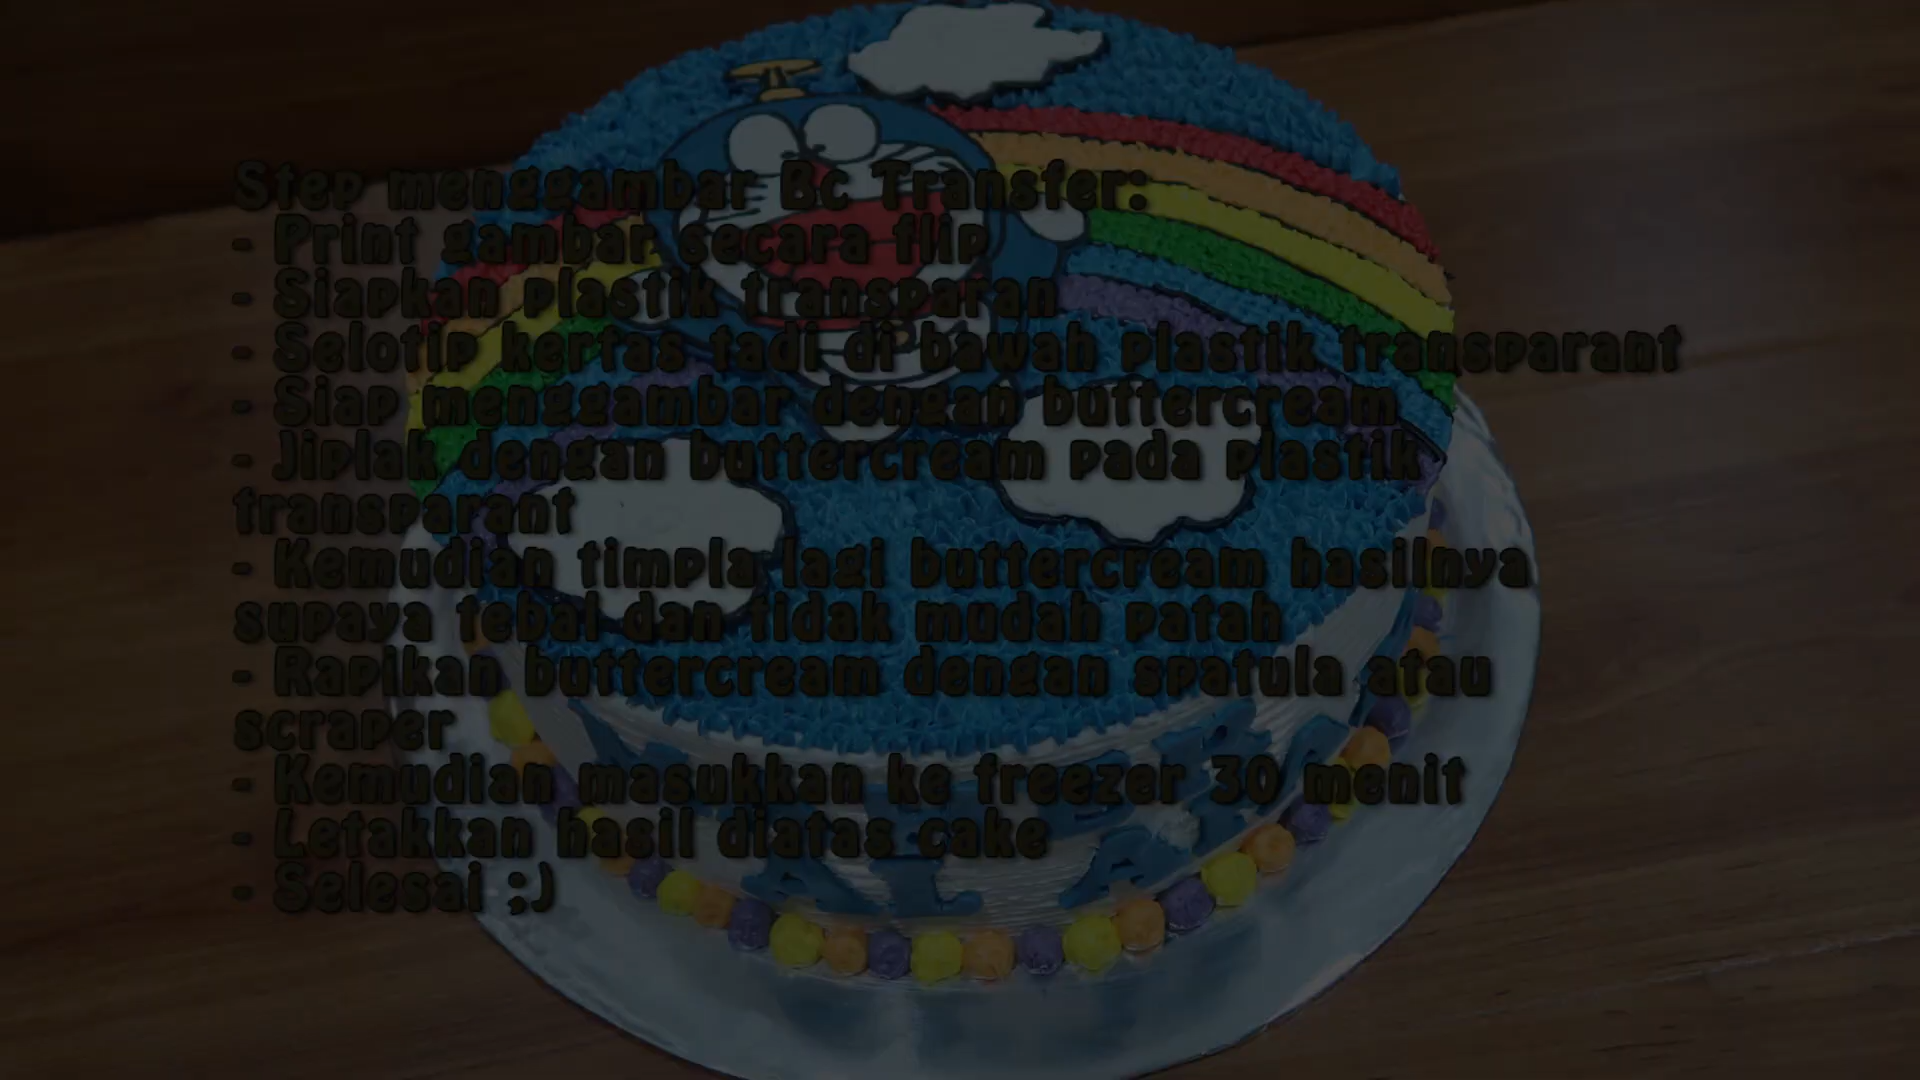 Step menggambar Bc Transfer:
- Print gambar secara flip
- Siapkan plastik transparan
- Selotip kertas tadi di bawah plastik transparant
- Siap menggambar dengan buttercream
- Jiplak dengan buttercream pada plastik
transparant
- Kemudian timpla lagi buttercream hasilnya
supaya tebal dan tidak mudah patah
- Rapikan buttercream dengan spatula atau
scraper
- Kemudian masukkan ke freezer 30 menit
- Letakkan hasil diatas cake
- Selesai ;)